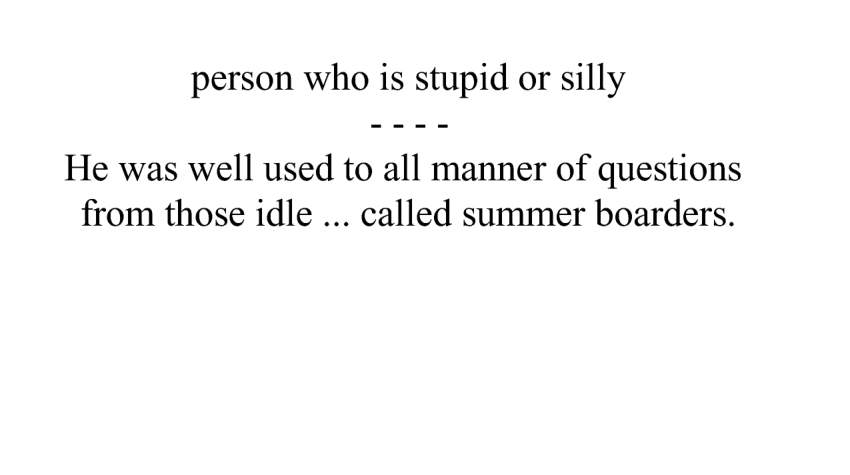 person who is stupid or silly
- - - -
He was well used to all manner of questions
from those idle ... called summer boarders.